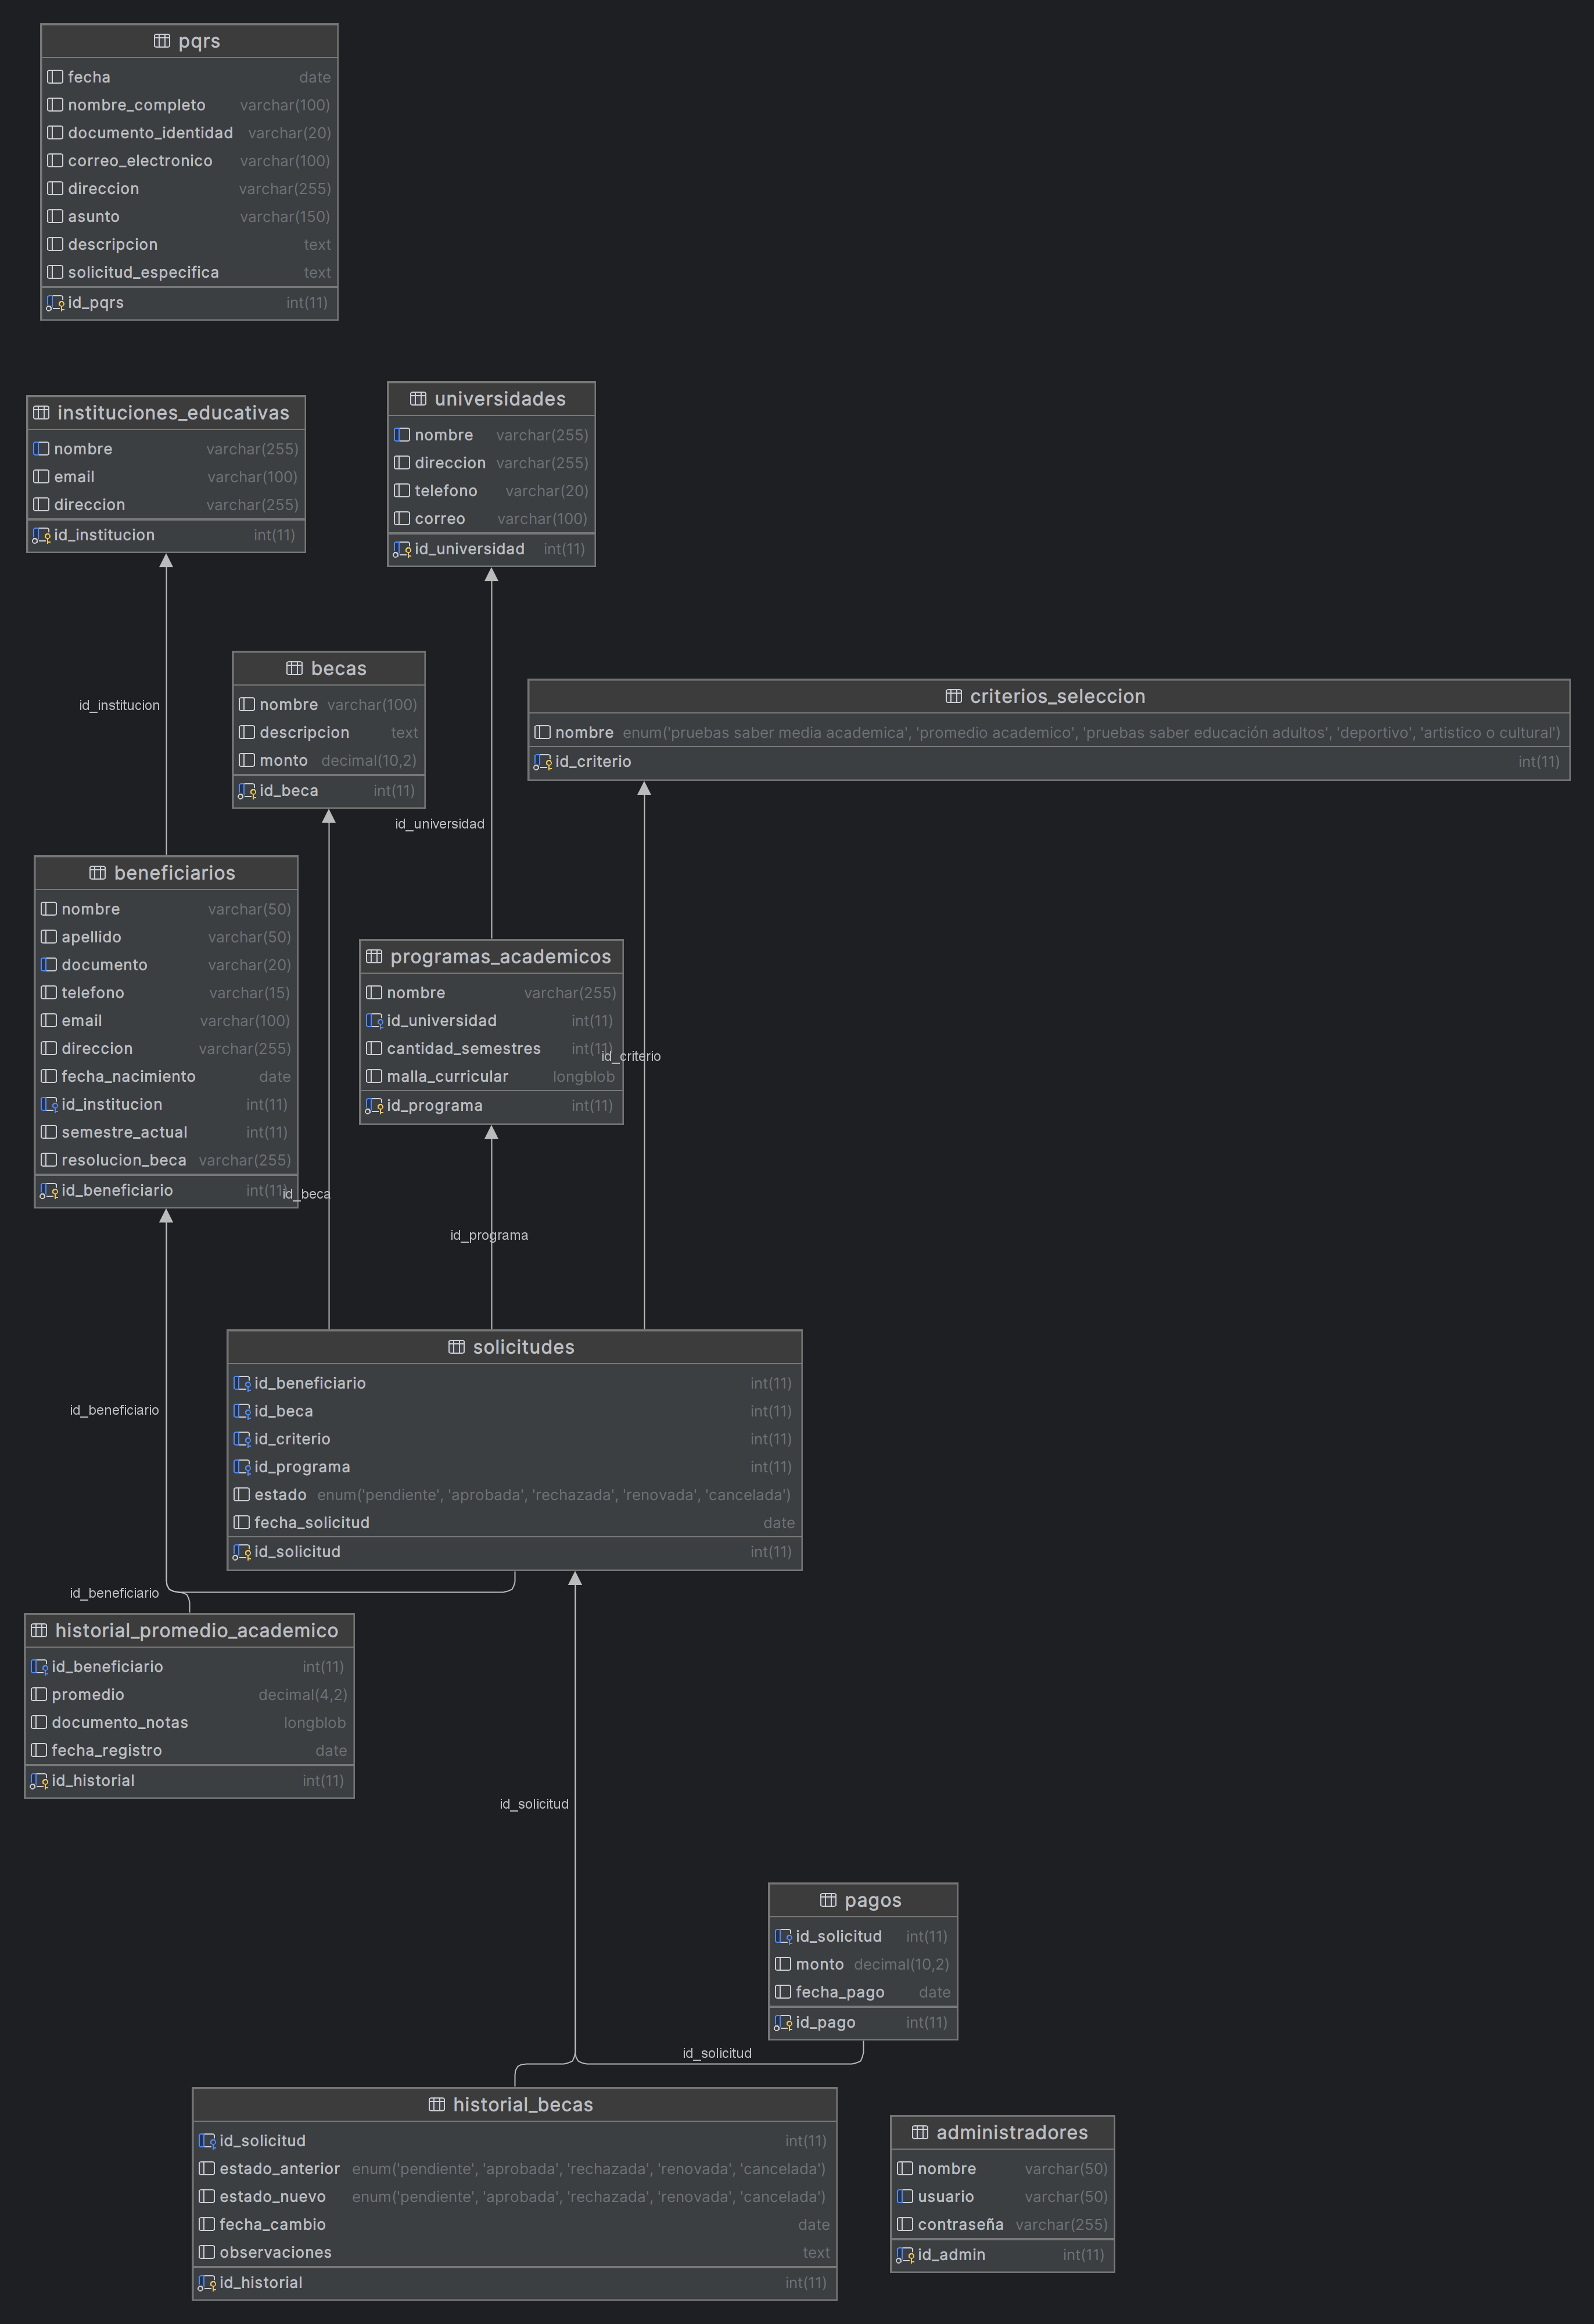 pqrs
fecha date
nombre_completo varchar(100)
documento_identidad varchar(20)
correo_electronico varchar(100)
direccion varchar(255)
asunto varchar(150)
descripcion text
solicitud_especifica text
id_pqrs int(11)
instituciones_educativas
nombre varchar(255)
email varchar(100)
direccion varchar(255)
id_institucion int(11)
universidades
nombre varchar(255)
direccion varchar(255)
telefono varchar(20)
correo varchar(100)
id_universidad int(11)
id_institucion
becas
nombre varchar(100)
descripcion text
monto decimal(10,2)
id_beca int(11)
criterios_seleccion
nombre enum('pruebas saber media academica', 'promedio academico', 'pruebas saber educación adultos', 'deportivo', 'artistico o cultural')
id_criterio int(11)
id_universidad
beneficiarios
nombre varchar(50)
apellido varchar(50)
documento varchar(20)
telefono varchar(15)
email varchar(100)
direccion varchar(255)
fecha_nacimiento date
id_institucion int(11)
semestre_actual int(11)
resolucion_beca varchar(255)
id_beneficiario int(11)
programas_academicos
nombre varchar(255)
id_universidad int(11)
cantidad_semestres int(11)
malla_curricular longblob
id_programa int(11)
id_criterio
id_beca
id_programa
solicitudes
id_beneficiario int(11)
id_beca int(11)
id_criterio int(11)
id_programa int(11)
estado enum('pendiente', 'aprobada', 'rechazada', 'renovada', 'cancelada')
fecha_solicitud date
id_solicitud int(11)
id_beneficiario
id_beneficiario
historial_promedio_academico
id_beneficiario int(11)
promedio decimal(4,2)
documento_notas longblob
fecha_registro date
id_historial int(11)
id_solicitud
pagos
id_solicitud int(11)
monto decimal(10,2)
fecha_pago date
id_pago int(11)
id_solicitud
historial_becas
id_solicitud int(11)
estado_anterior enum('pendiente', 'aprobada', 'rechazada', 'renovada', 'cancelada')
estado_nuevo enum('pendiente', 'aprobada', 'rechazada', 'renovada', 'cancelada')
fecha_cambio date
observaciones text
id_historial int(11)
administradores
nombre varchar(50)
usuario varchar(50)
contraseña varchar(255)
id_admin int(11)